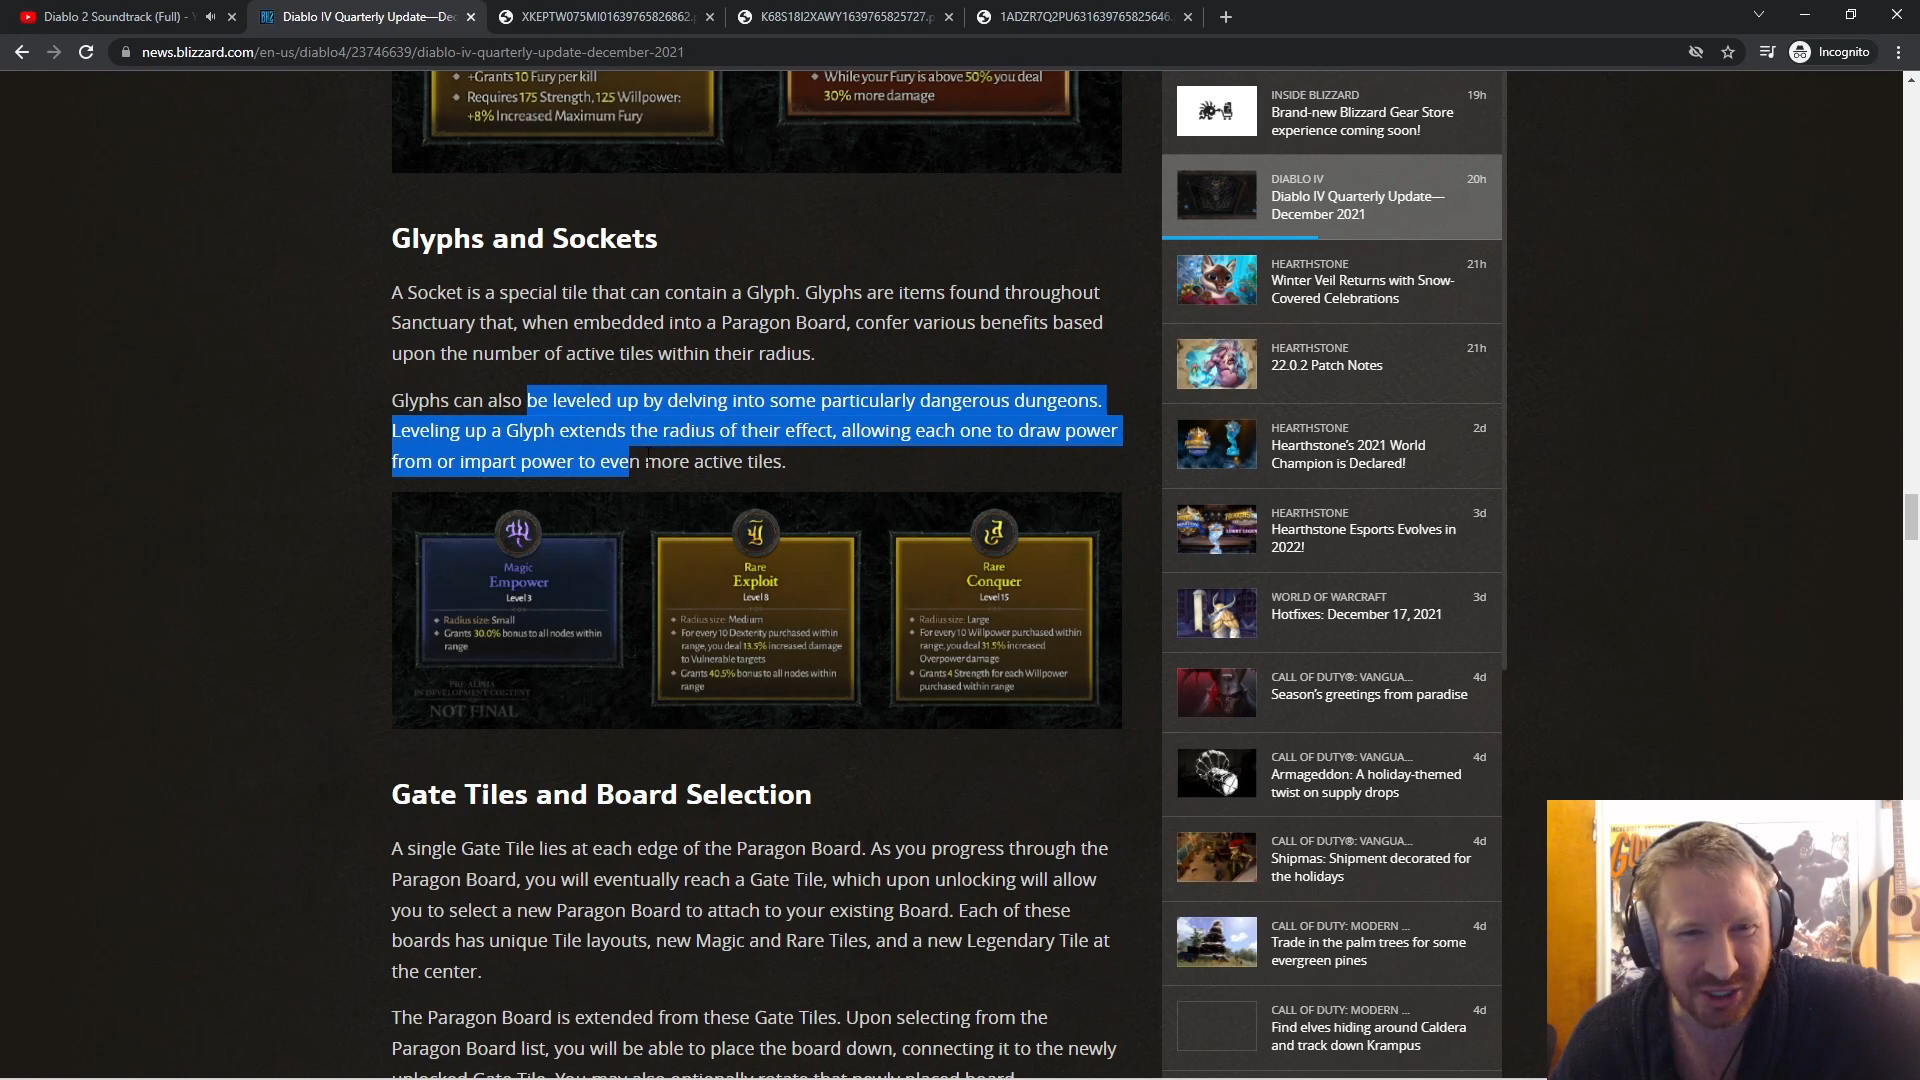 Diablo 2 Soundtrack (Full) -
Diablo IV Quarterly Update—Dec
XKEPTW075MI01639765826862.
K68S18I2XAWY1639765825727.p
1ADZR7Q2PU631639765825646.
news.blizzard.com/en-us/diablo4/23746639/diablo-iv-quarterly-update-december-2021
Incognito
+Grants 10 Fury per kill
Requires 175 Strength, 125 Willpower:
+8% Increased Maximum Fury
While your Fury is above 50% you deal
30% more damage
Glyphs and Sockets
A Socket is a special tile that can contain a Glyph. Glyphs are items found throughout
Sanctuary that, when embedded into a Paragon Board, confer various benefits based
upon the number of active tiles within their radius.
Glyphs can also be leveled up by delving into some particularly dangerous dungeons.
Leveling up a Glyph extends the radius of their effect, allowing each one to draw power
from or impart power to even more active tiles.
Magic
Empower
Level 3
Radius size: Small
Grants 30.0% bonus to all nodes within
range
PRE-ALPHA
IN DEVELOPMENT CONTENT
NOT FINAL
Rare
Exploit
Level 8
Radius size: Medium
For every 10 Dexterity purchased within
range, you deal 13.5% increased damage
to Vulnerable targets
Grants 40.5% bonus to all nodes within
range
Rare
Conquer
Level 15
Radius size: Large
For every 10 Willpower purchased within
range, you deal 31.5% increased
Overpower damage
Grants 4 Strength for each Willpower
purchased within range
Gate Tiles and Board Selection
A single Gate Tile lies at each edge of the Paragon Board. As you progress through the
Paragon Board, you will eventually reach a Gate Tile, which upon unlocking will allow
you to select a new Paragon Board to attach to your existing Board. Each of these
boards has unique Tile layouts, new Magic and Rare Tiles, and a new Legendary Tile at
the center.
The Paragon Board is extended from these Gate Tiles. Upon selecting from the
Paragon Board list, you will be able to place the board down, connecting it to the newly
unlocked Gate Tile. You may also optionally rotate that newly placed board
INSIDE BLIZZARD 19h
Brand-new Blizzard Gear Store
experience coming soon!
DIABLO IV 20h
Diablo IV Quarterly Update—
December 2021
HEARTHSTONE 21h
Winter Veil Returns with Snow-
Covered Celebrations
HEARTHSTONE 21h
22.0.2 Patch Notes
HEARTHSTONE 2d
Hearthstone's 2021 World
Champion is Declared!
HEARTHSTONE 3d
Hearthstone Esports Evolves in
2022!
WORLD OF WARCRAFT 3d
Hotfixes: December 17, 2021
CALL OF DUTY®: VANGUA... 4d
Season's greetings from paradise
CALL OF DUTY®: VANGUA... 4d
Armageddon: A holiday-themed
twist on supply drops
CALL OF DUTY®: VANGUA... 4d
Shipmas: Shipment decorated for
the holidays
CALL OF DUTY: MODERN ... 4d
Trade in the palm trees for some
evergreen pines
CALL OF DUTY: MODERN ... 4d
Find elves hiding around Caldera
and track down Krampus